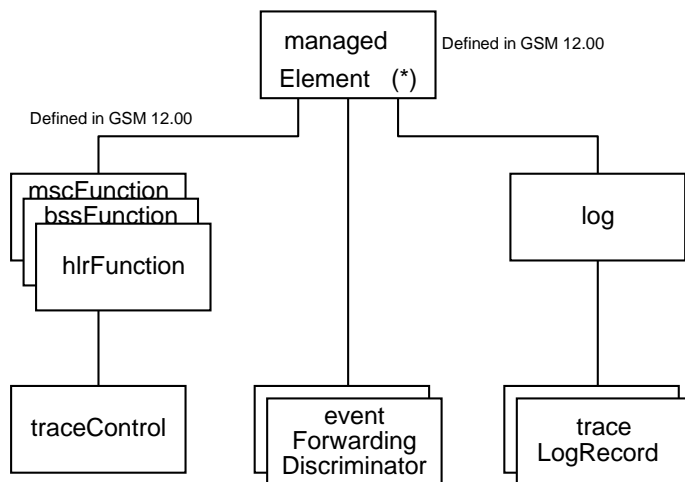 managed
Element (*)
Defined in GSM 12.00
Defined in GSM 12.00
mscFunction
bssFunction
hlrFunction
log
traceControl
event
Forwarding
Discriminator
trace
LogRecord